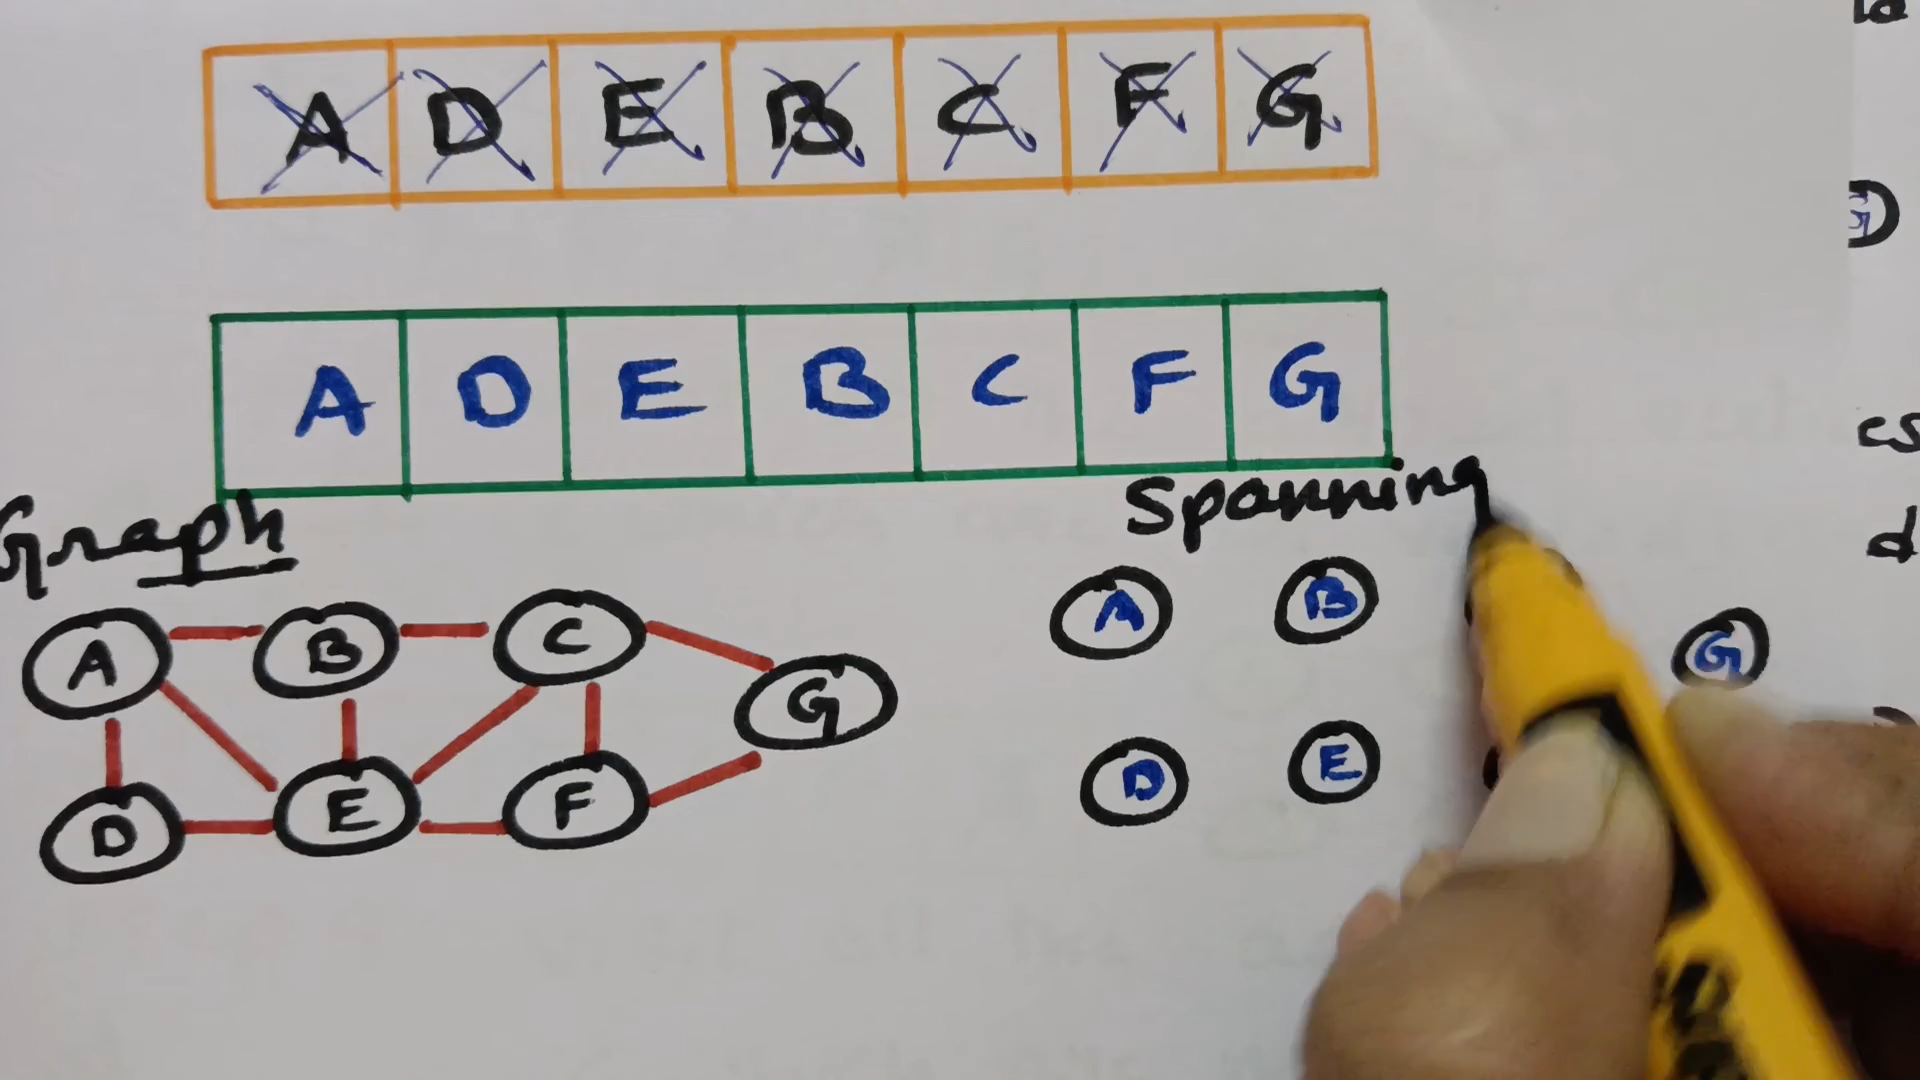 A D E B C F G
A D E B C F G
Graph
Spanning
A B C
G
D E F
A B
G
D E